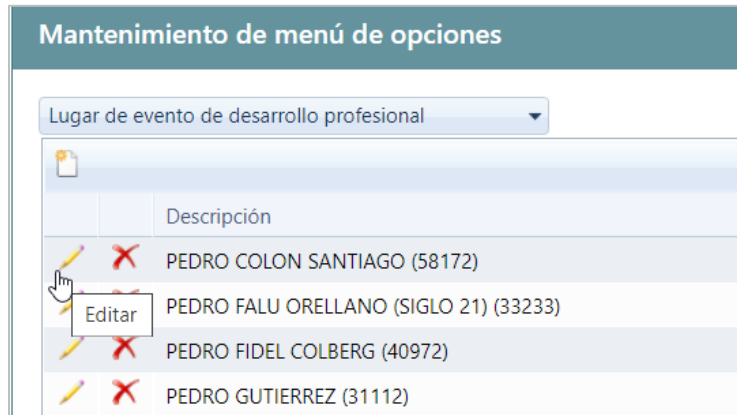 Mantenimiento de menú de opciones
Lugar de evento de desarrollo profesional
Descripción
PEDRO COLON SANTIAGO (58172)
Editar
PEDRO FALU ORELLANO (SIGLO 21) (33233)
PEDRO FIDEL COLBERG (40972)
PEDRO GUTIERREZ (31112)